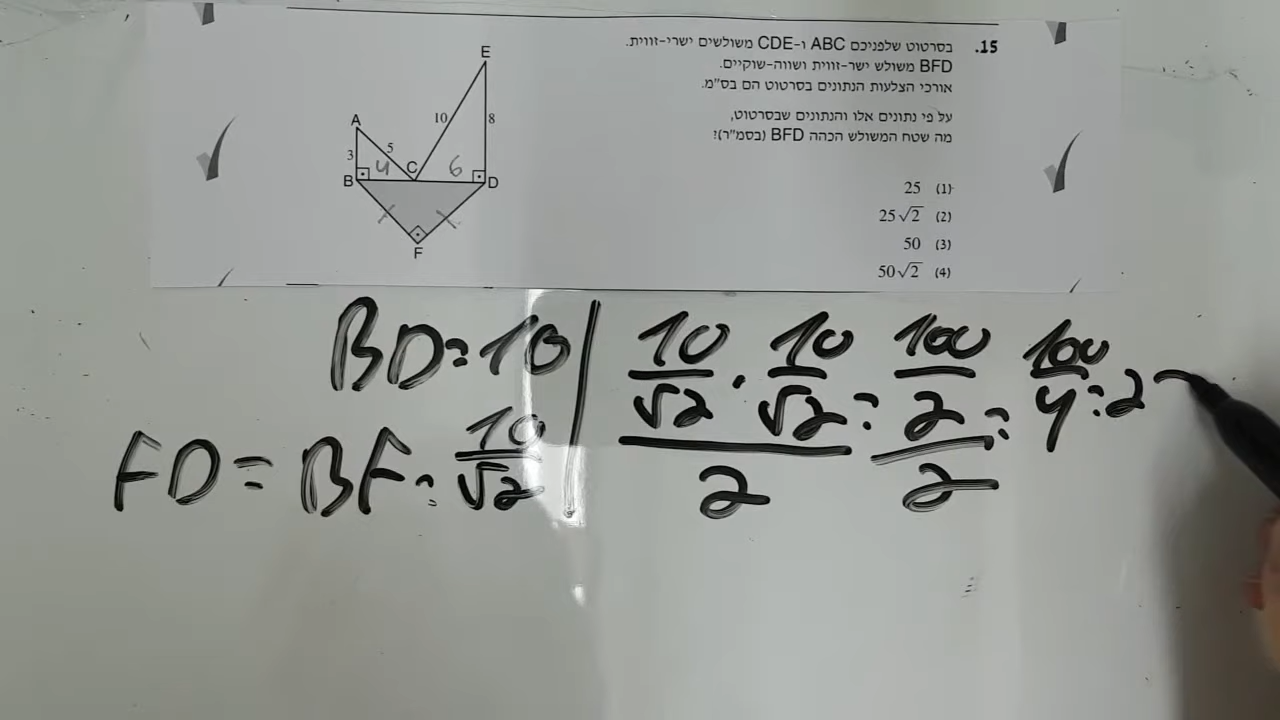 .15 בסרטוט שלפניכם ABC ו-CDE משולשים ישרי-זווית.
BFD משולש ישר-זווית ושווה-שוקיים.
אורכי הצלעות הנתונים בסרטוט הם בס"מ.
על פי נתונים אלו והנתונים שבסרטוט,
מה שטח המשולש הכהה BFD (בסמ"ר)?
(1) 25
(2) 25√2
(3) 50
(4) 50√2
E
10 8
A
5
3 4 C 6
B D
F
BD=10
FD = BF = 10/√2
(10/√2 · 10/√2)/2 = (100/2)/2 = 100/4 = 2